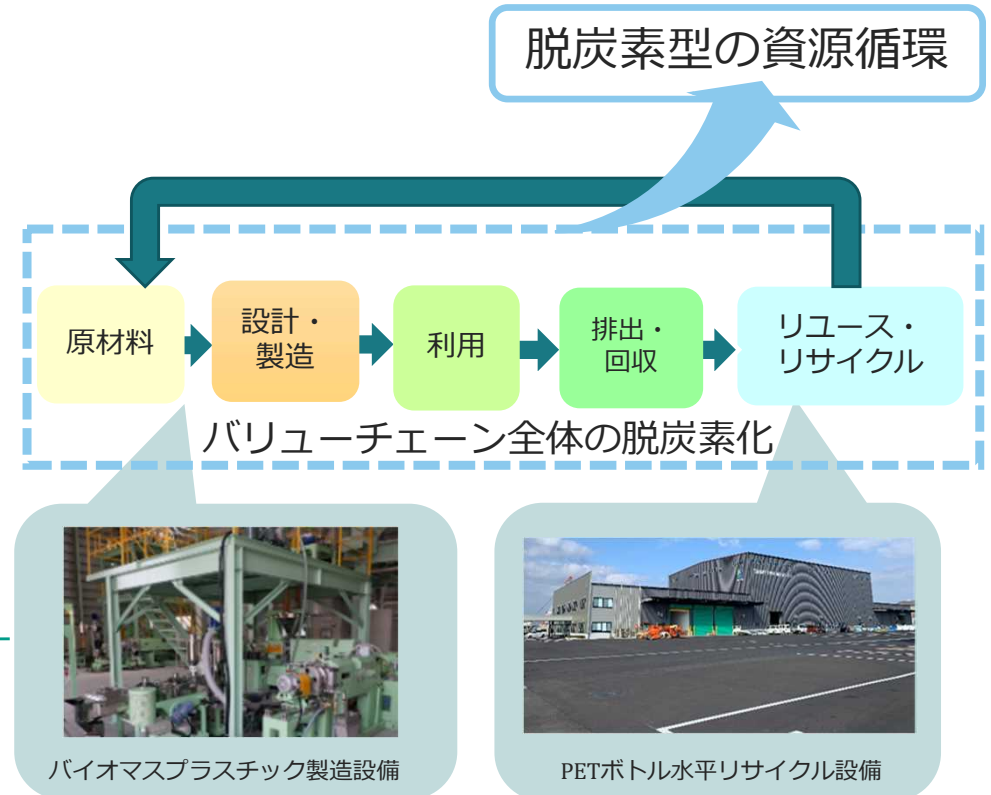 脱炭素型の資源循環
原材料
設計・
製造
利用
排出・
回収
リユース・
リサイクル
バリューチェーン全体の脱炭素化
バイオマスプラスチック製造設備
PETボトル水平リサイクル設備